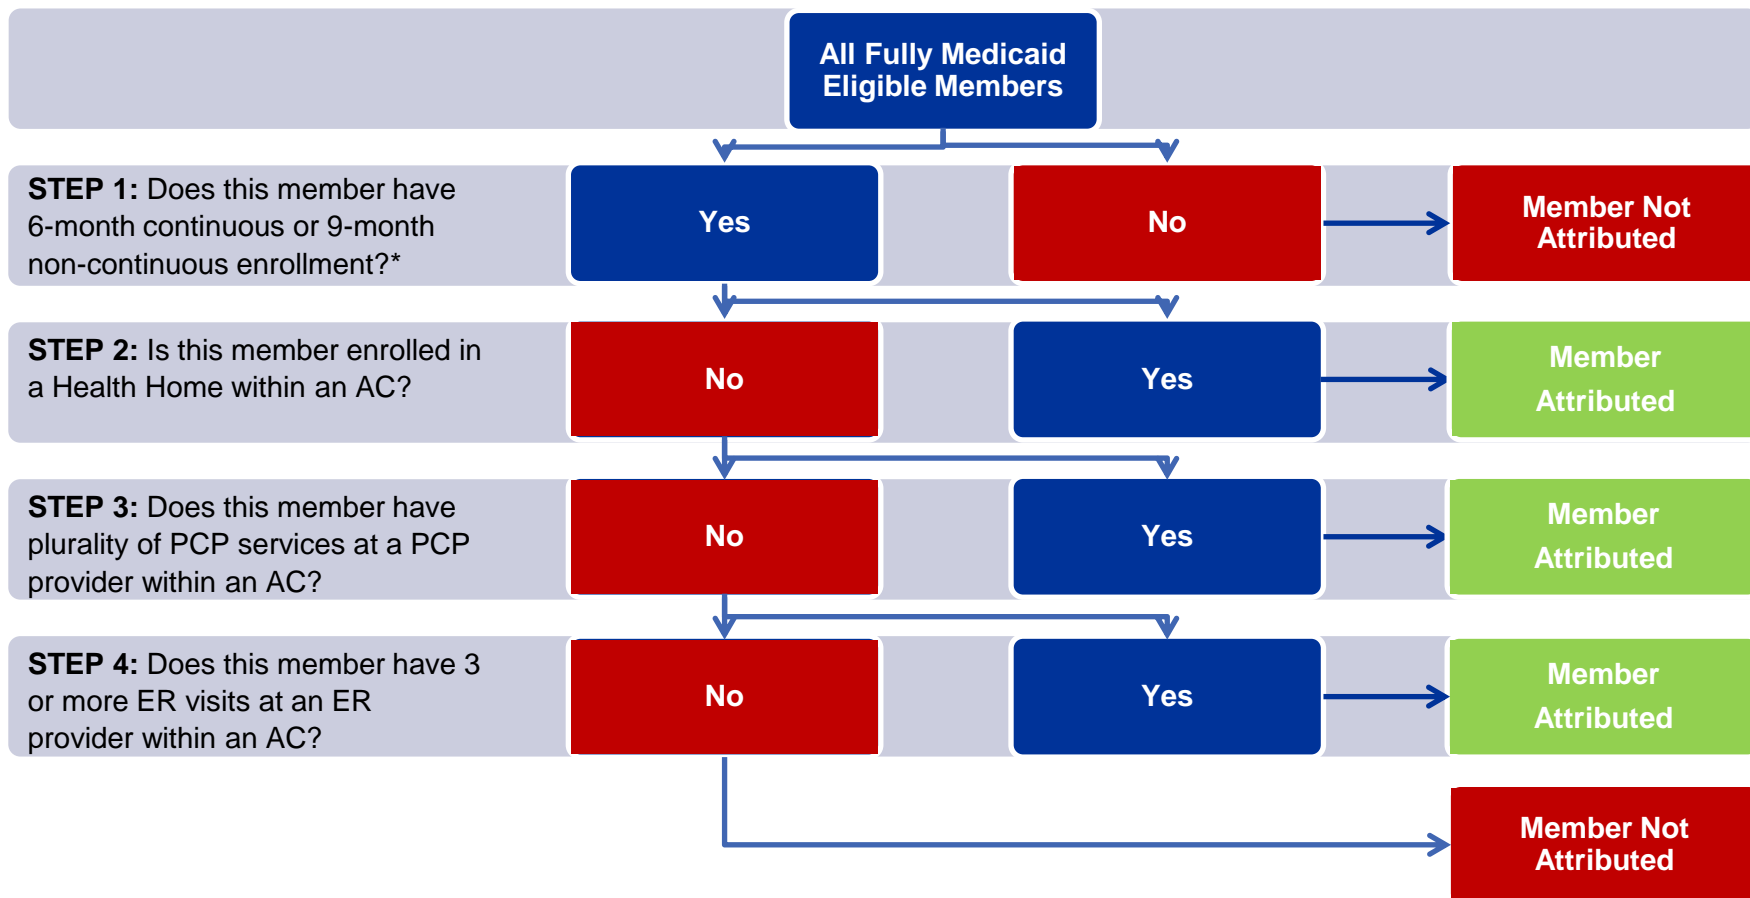 All Fully Medicaid
Eligible Members
STEP 1: Does this member have
6-month continuous or 9-month
non-continuous enrollment?*
Yes
No
Member Not
Attributed
STEP 2: Is this member enrolled in
a Health Home within an AC?
No
Yes
Member
Attributed
STEP 3: Does this member have
plurality of PCP services at a PCP
provider within an AC?
No
Yes
Member
Attributed
STEP 4: Does this member have 3
or more ER visits at an ER
provider within an AC?
No
Yes
Member
Attributed
Member Not
Attributed